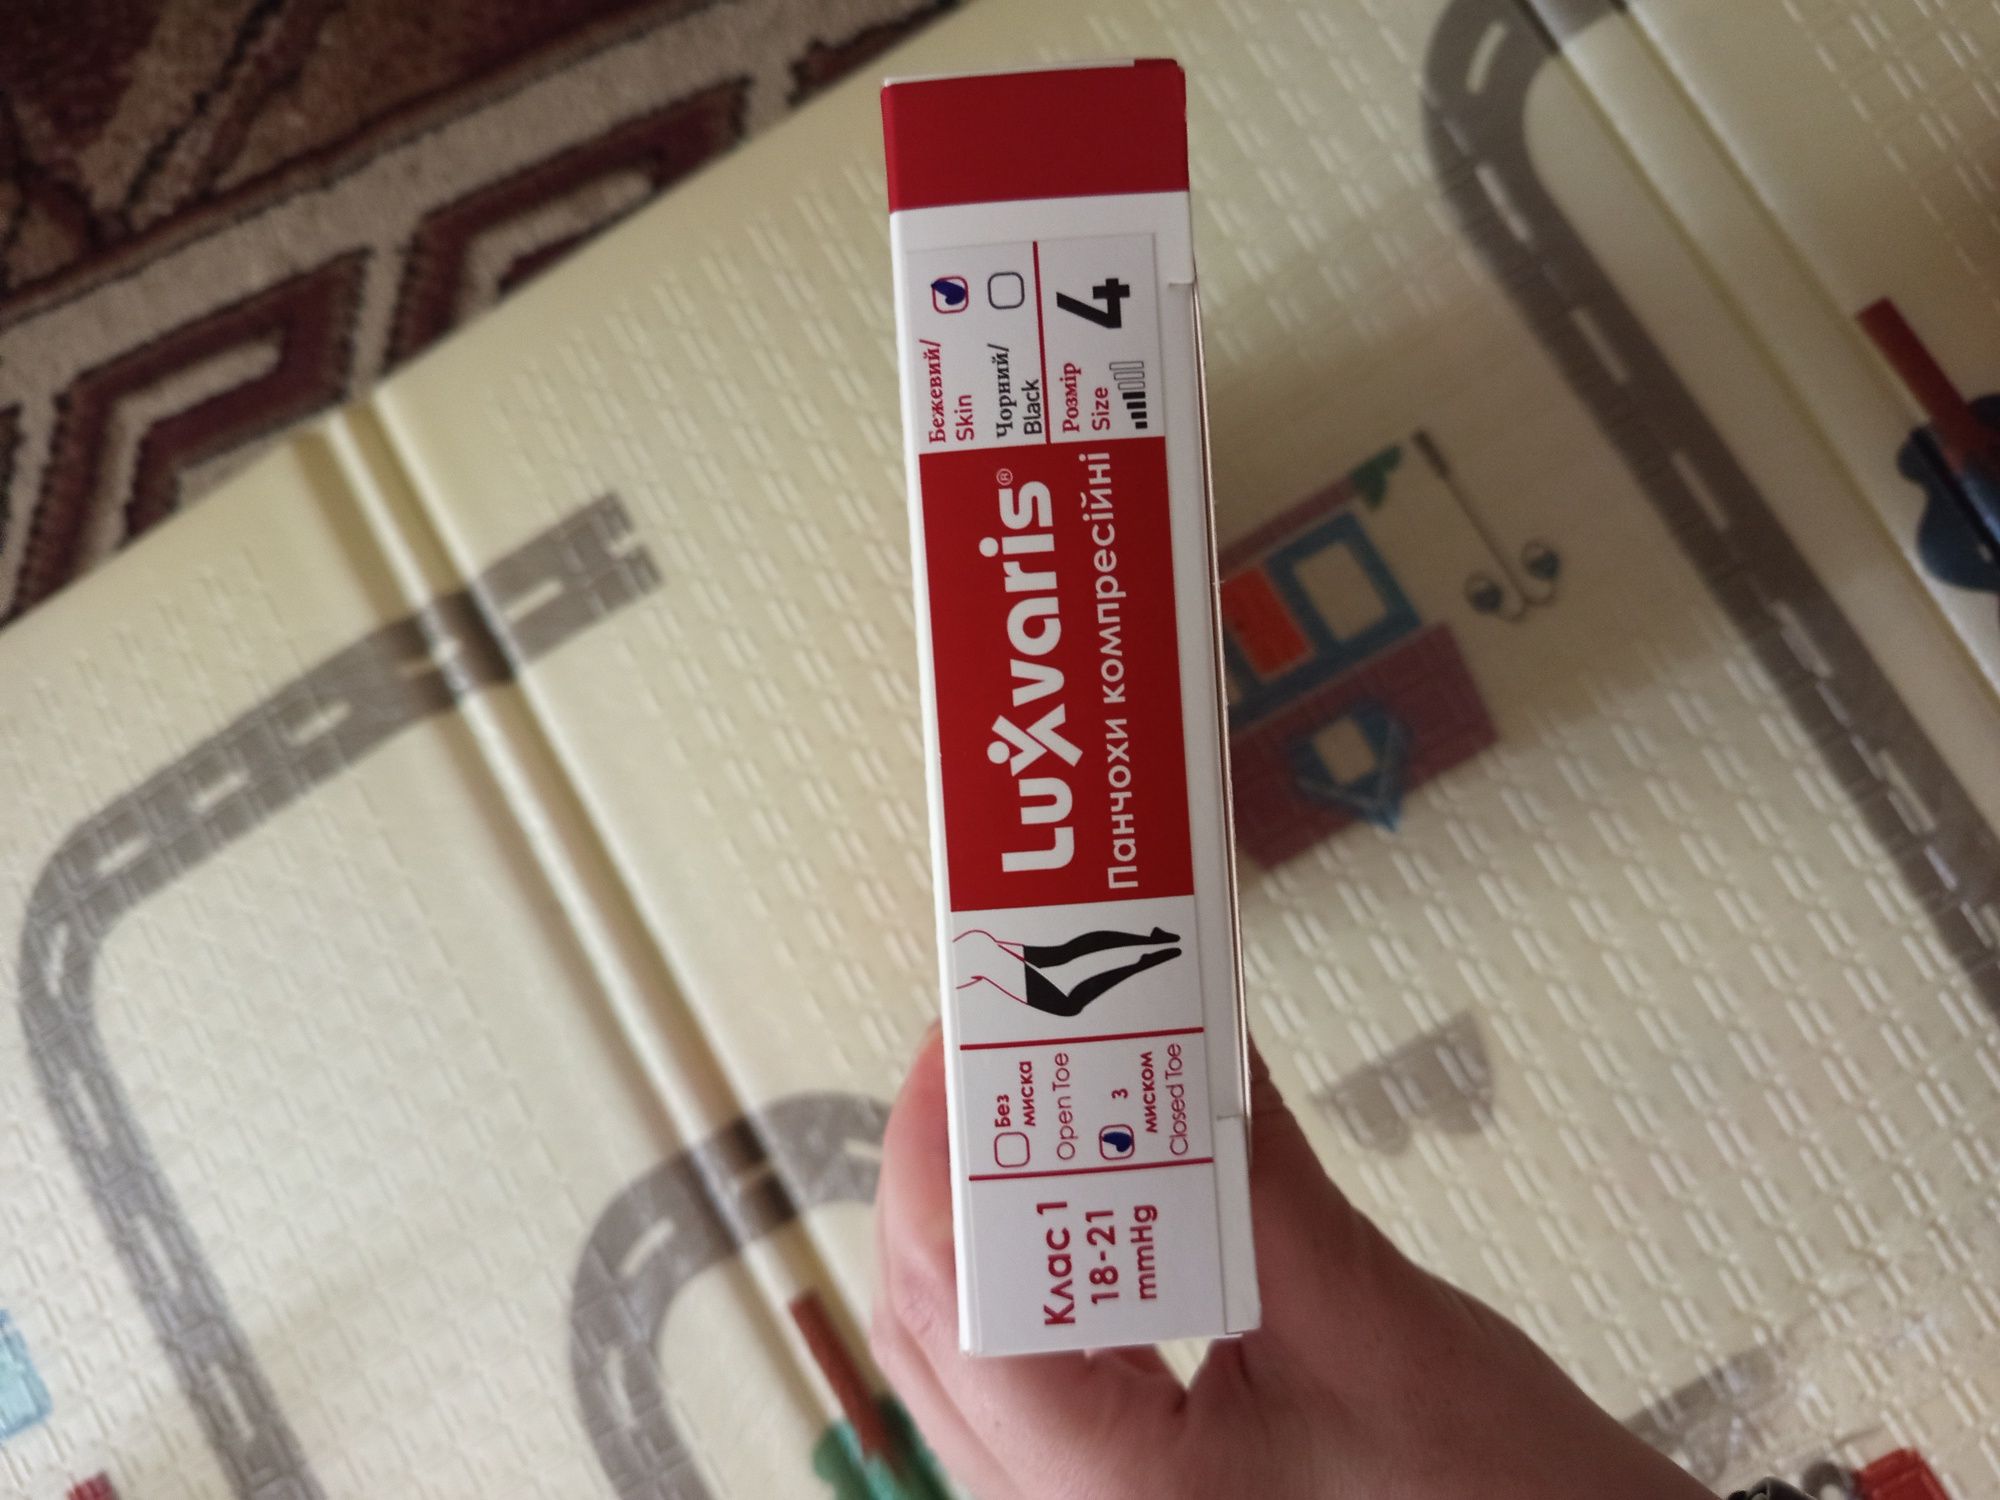 Клас 1
18-21
mmHg
Без
миска
Open Toe
З
миском
Closed Toe
Luxvaris®
Панчохи компресійні
Бежевий/
Skin
Чорний/
Black
Розмір
Size
4